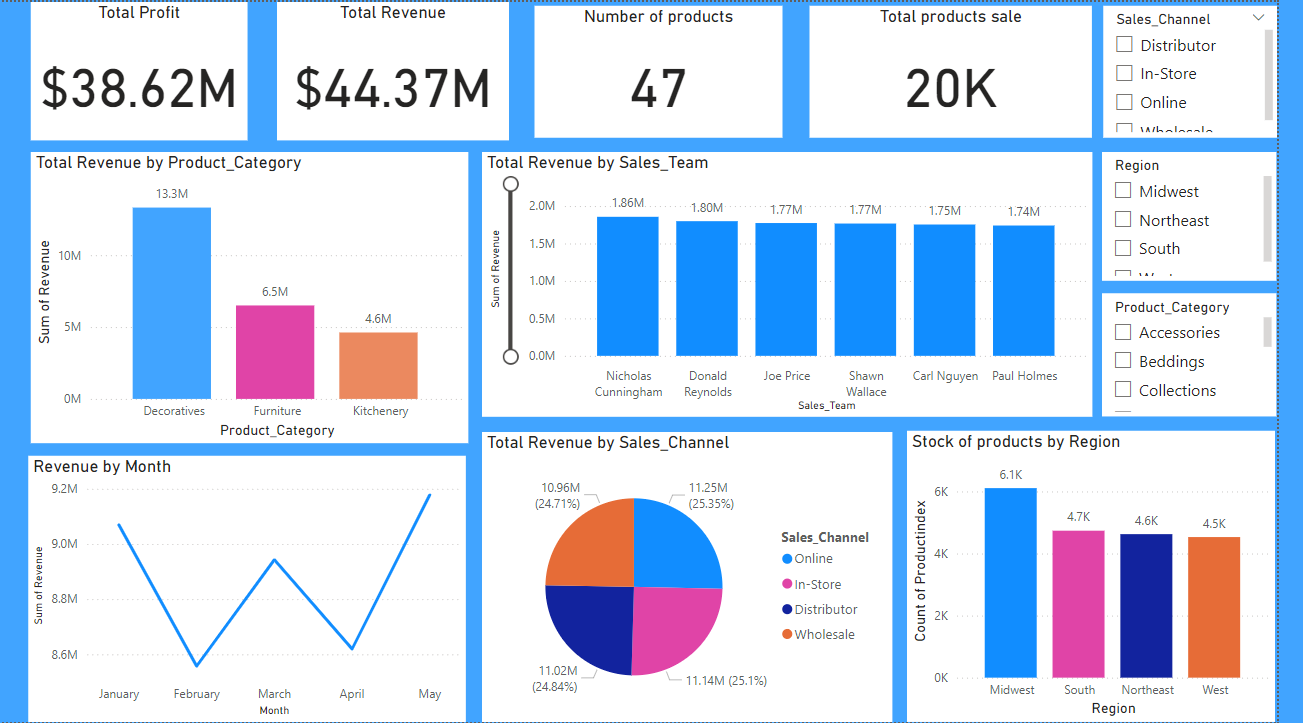 Total Profit
$38.62M
Total Revenue
$44.37M
Number of products
47
Total products sale
20K
Sales_Channel
Distributor
In-Store
Online
Wholesale
Total Revenue by Product_Category
Sum of Revenue
10M
5M
0M
13.3M
6.5M
4.6M
Decoratives
Furniture
Kitchenery
Product_Category
Total Revenue by Sales_Team
Sum of Revenue
2.0M
1.5M
1.0M
0.5M
0.0M
1.86M
1.80M
1.77M
1.77M
1.75M
1.74M
Nicholas
Cunningham
Donald
Reynolds
Joe Price
Shawn
Wallace
Carl Nguyen
Paul Holmes
Sales_Team
Region
Midwest
Northeast
South
Product_Category
Accessories
Beddings
Collections
Revenue by Month
Sum of Revenue
9.2M
9.0M
8.8M
8.6M
January
February
March
April
May
Month
Total Revenue by Sales_Channel
10.96M
(24.71%)
11.25M
(25.35%)
11.02M
(24.84%)
11.14M (25.1%)
Sales_Channel
Online
In-Store
Distributor
Wholesale
Stock of products by Region
Count of Productindex
6K
4K
2K
0K
6.1K
4.7K
4.6K
4.5K
Midwest
South
Northeast
West
Region